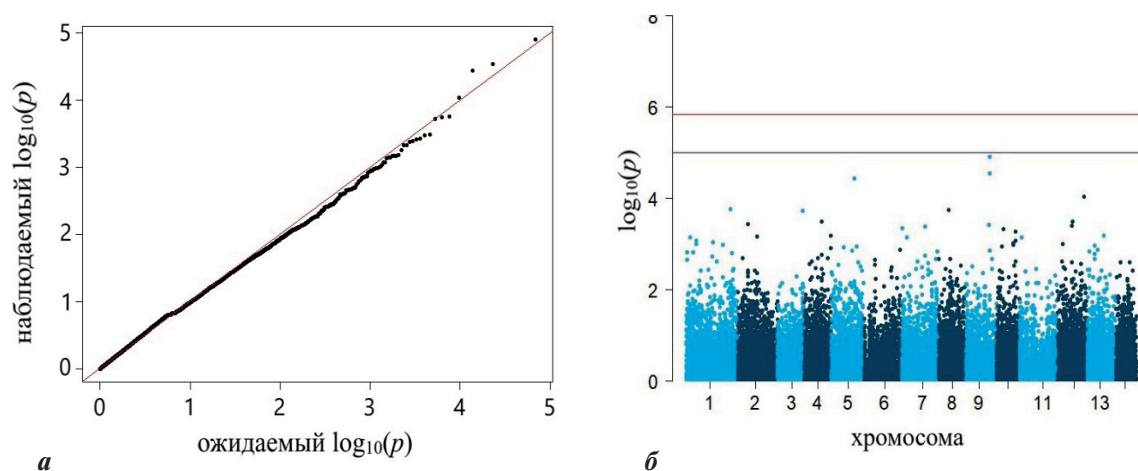 наблюдаемый log10(p)
5
4
3
2
1
0
0 1 2 3 4 5
ожидаемый log10(p)
а
log10(p)
8
6
4
2
0
1 2 3 4 5 6 7 8 9 11 13
хромосома
б